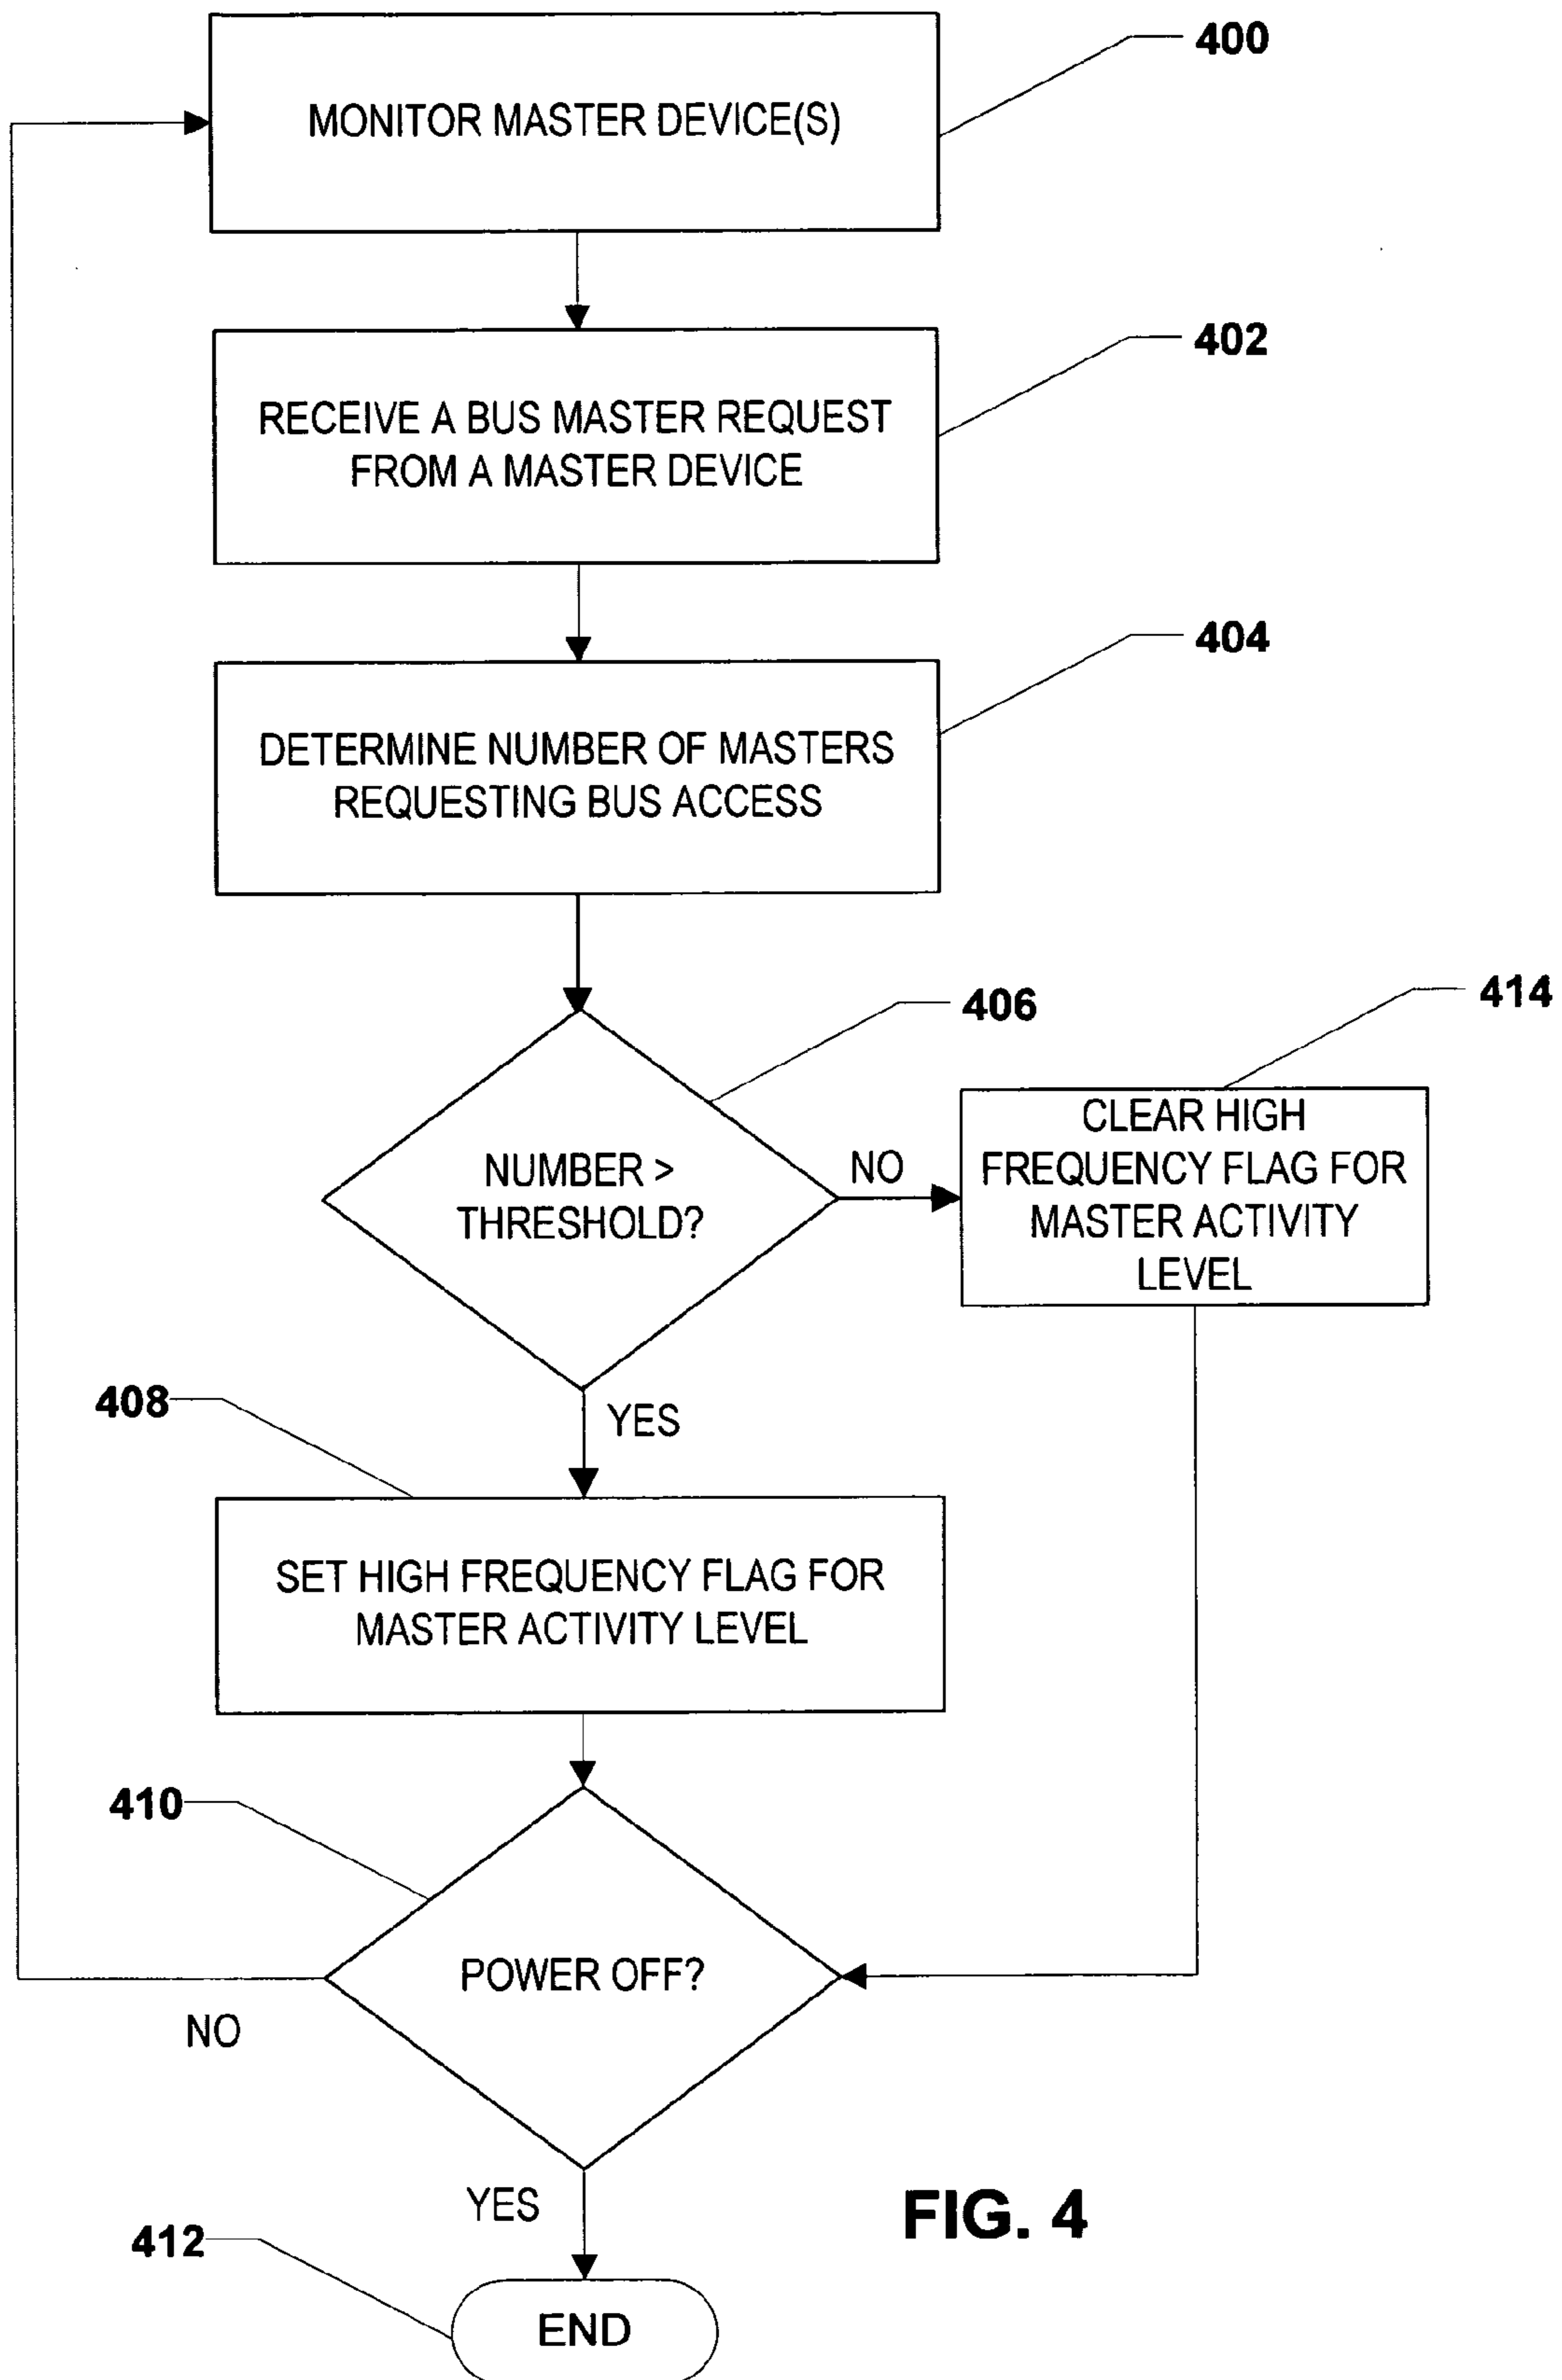 400
MONITOR MASTER DEVICE(S)
402
RECEIVE A BUS MASTER REQUEST
FROM A MASTER DEVICE
404
DETERMINE NUMBER OF MASTERS
REQUESTING BUS ACCESS
406
414
NUMBER >
THRESHOLD?
NO
CLEAR HIGH
FREQUENCY FLAG FOR
MASTER ACTIVITY
LEVEL
408
YES
SET HIGH FREQUENCY FLAG FOR
MASTER ACTIVITY LEVEL
410
POWER OFF?
NO
YES
FIG. 4
412
END